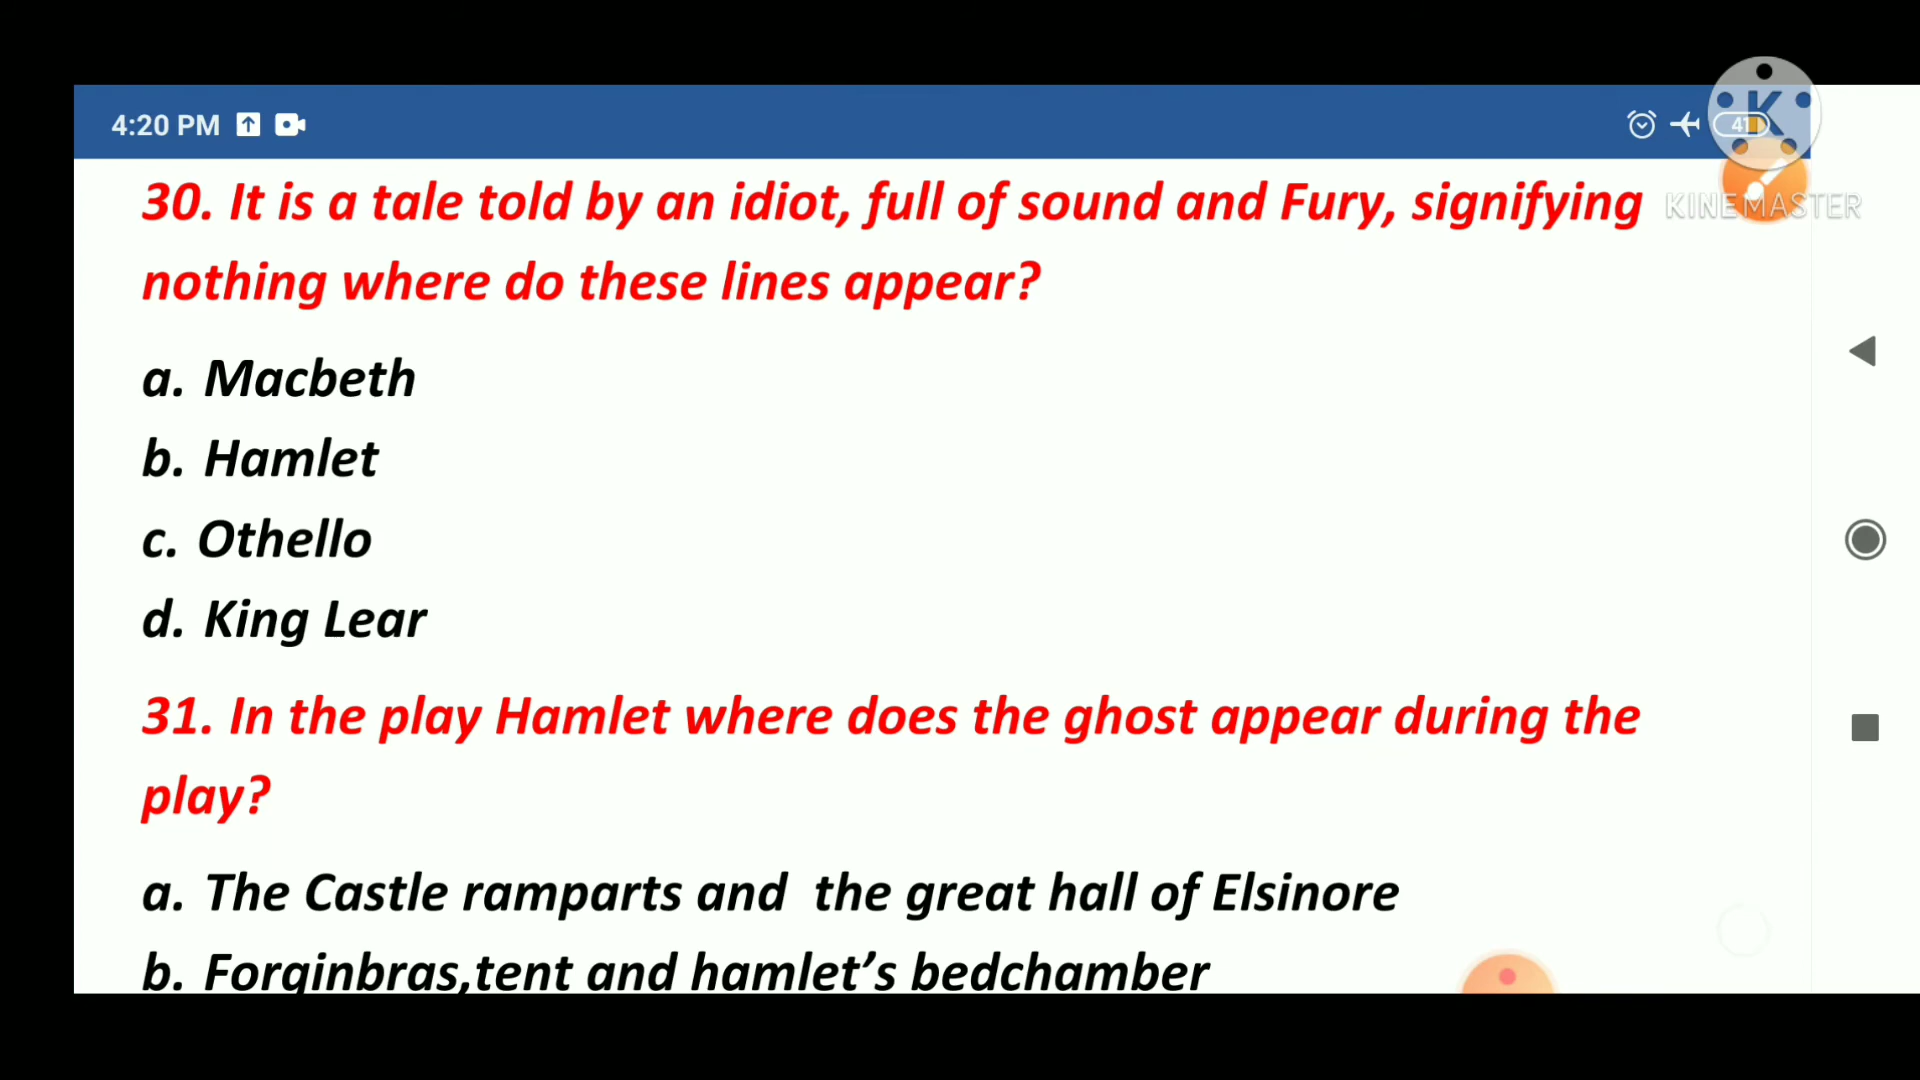 4:20 PM
41
K
KINEMASTER
30. It is a tale told by an idiot, full of sound and Fury, signifying
nothing where do these lines appear?
a. Macbeth
b. Hamlet
c. Othello
d. King Lear
31. In the play Hamlet where does the ghost appear during the
play?
a. The Castle ramparts and  the great hall of Elsinore
b. Forginbras,tent and hamlet’s bedchamber